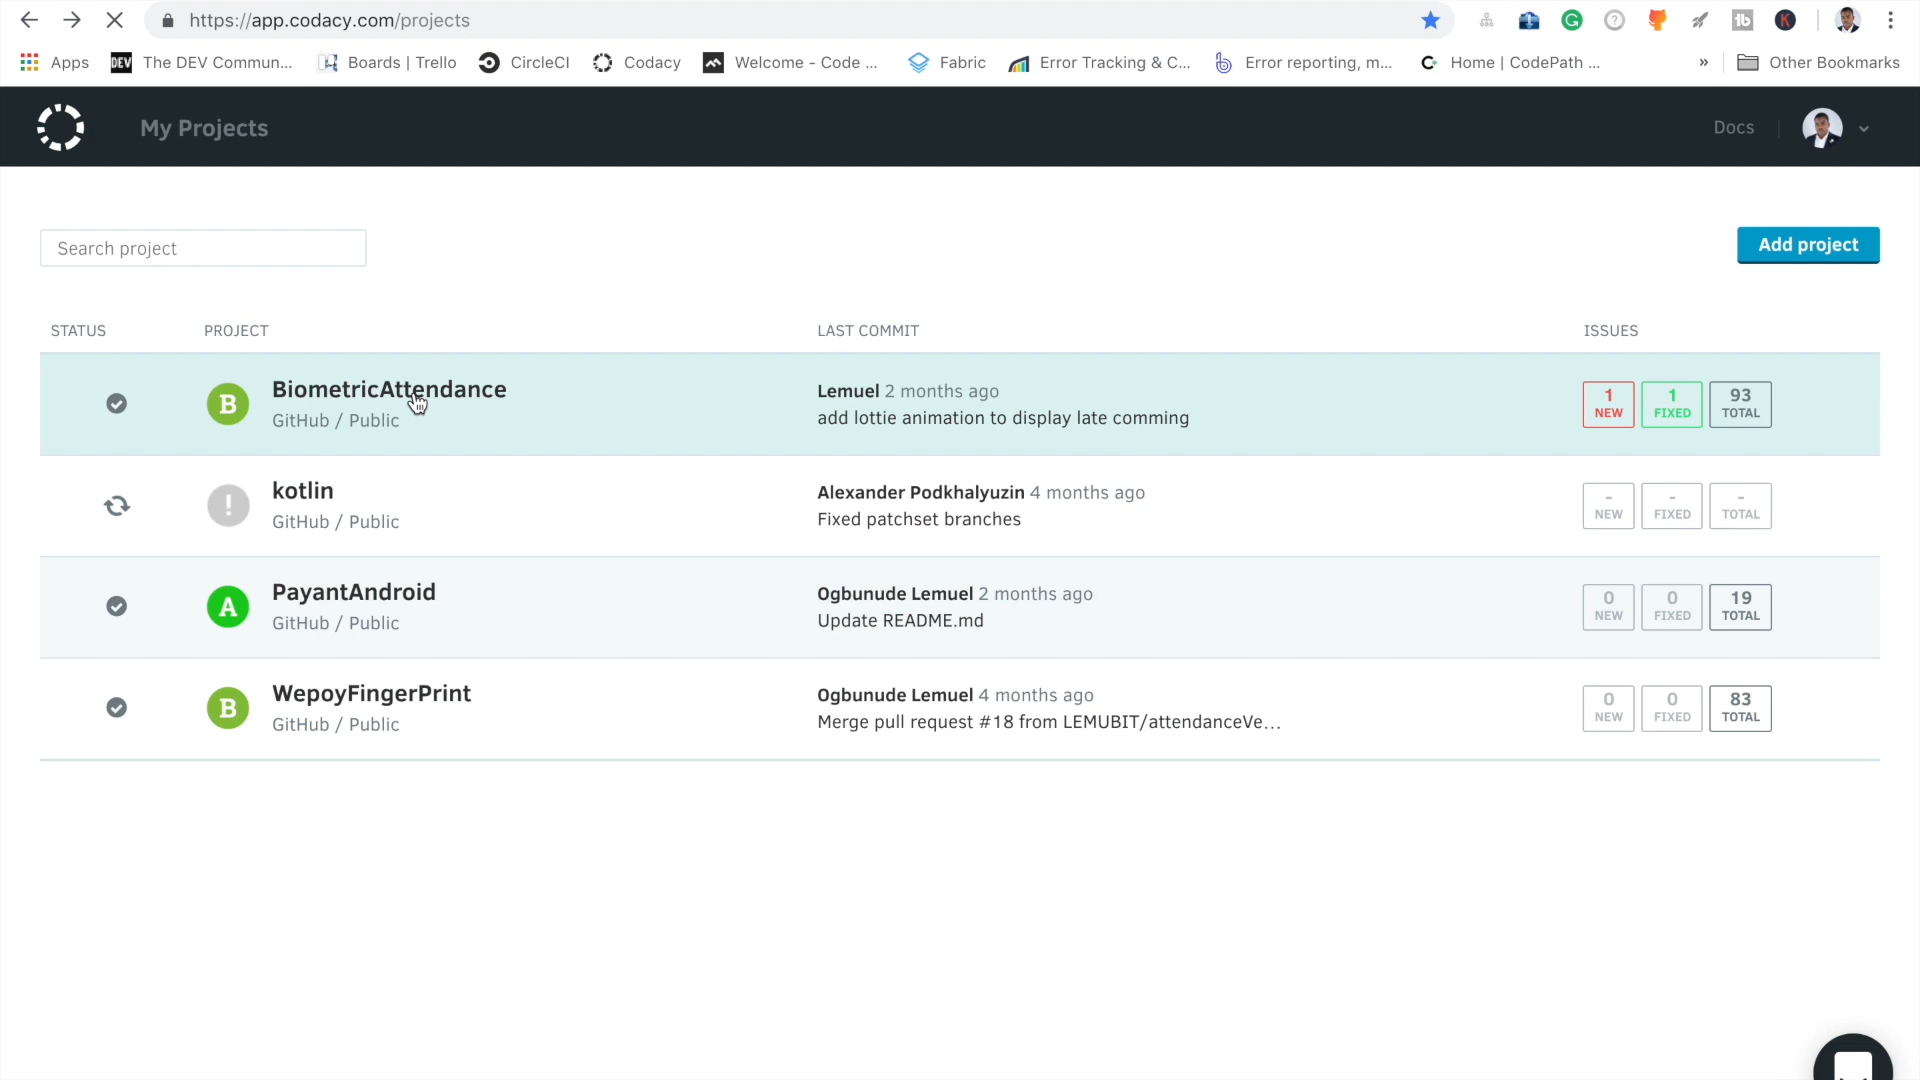 https://app.codacy.com/projects
Apps
DEV The DEV Commun...
Boards | Trello
CircleCI
Codacy
Welcome - Code ...
Fabric
Error Tracking & C...
Error reporting, m...
Home | CodePath ...
»
Other Bookmarks
My Projects
Docs
Search project
Add project
STATUS PROJECT LAST COMMIT ISSUES
B BiometricAttendance
GitHub / Public
Lemuel 2 months ago
add lottie animation to display late comming
1 NEW
1 FIXED
93 TOTAL
! kotlin
GitHub / Public
Alexander Podkhalyuzin 4 months ago
Fixed patchset branches
- NEW
- FIXED
- TOTAL
A PayantAndroid
GitHub / Public
Ogbunude Lemuel 2 months ago
Update README.md
0 NEW
0 FIXED
19 TOTAL
B WepoyFingerPrint
GitHub / Public
Ogbunude Lemuel 4 months ago
Merge pull request #18 from LEMUBIT/attendanceVe...
0 NEW
0 FIXED
83 TOTAL